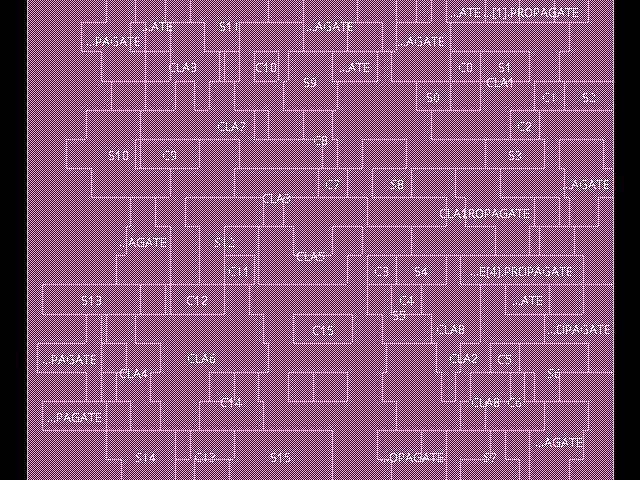 ..ATE [1] PROPAGATE
..ATE S11 ..AGATE
..PAGATE ..AGATE
CLA3 C10 ..ATE C0 S1
S9 CLA1
S0 C1 S2
CLA7 C2
C8
S10 C9 S3
C7 S8 ..AGATE
CLA3
ROPAGATE
..AGATE S12
CLA5
C11 C3 S4 ..E[4] PROPAGATE
S13 C12 C4 ..ATE
S5
C15 CLA8 ..OPAGATE
..PAGATE CLA6 CLA2 C5
CLA4 S6
C14 CLA8 C6
..PAGATE
..AGATE
S14 C13 S15 ..OPAGATE S7